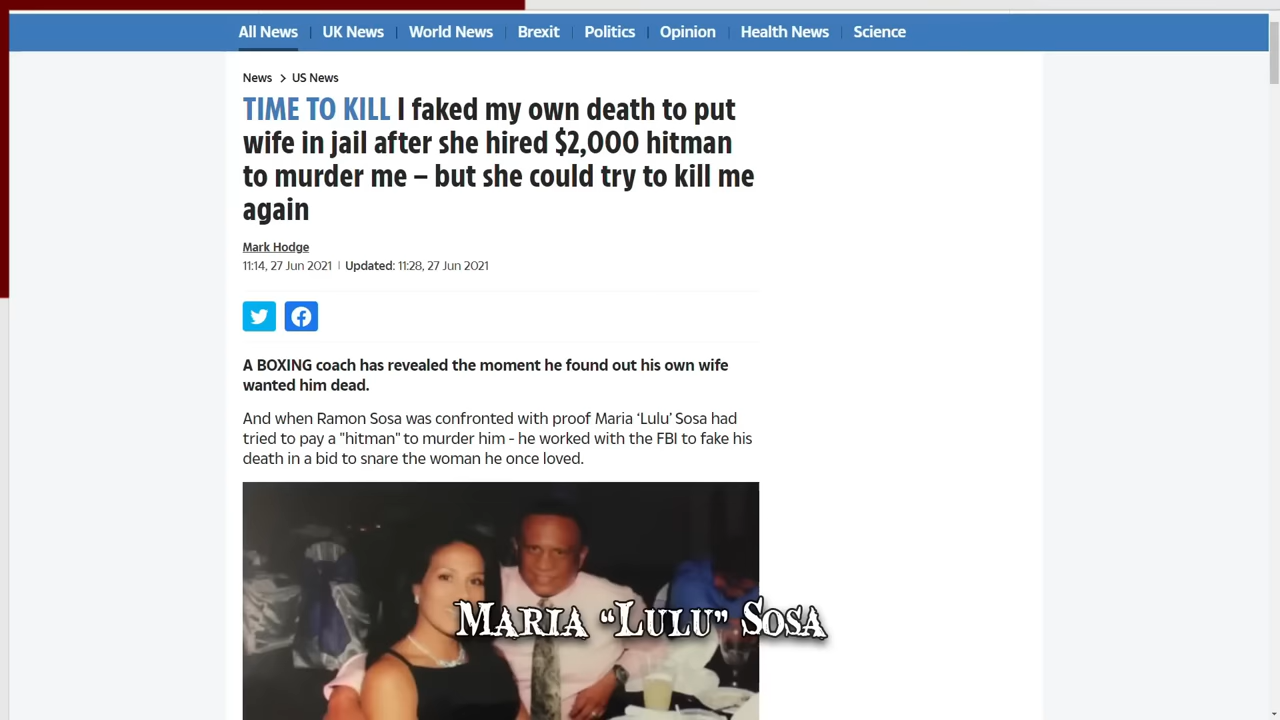 All News | UK News | World News | Brexit | Politics | Opinion | Health News | Science
News > US News
TIME TO KILL I faked my own death to put
wife in jail after she hired $2,000 hitman
to murder me – but she could try to kill me
again
Mark Hodge
11:14, 27 Jun 2021 | Updated: 11:28, 27 Jun 2021
A BOXING coach has revealed the moment he found out his own wife
wanted him dead.
And when Ramon Sosa was confronted with proof Maria ‘Lulu’ Sosa had
tried to pay a "hitman" to murder him - he worked with the FBI to fake his
death in a bid to snare the woman he once loved.
MARIA “LULU” SOSA